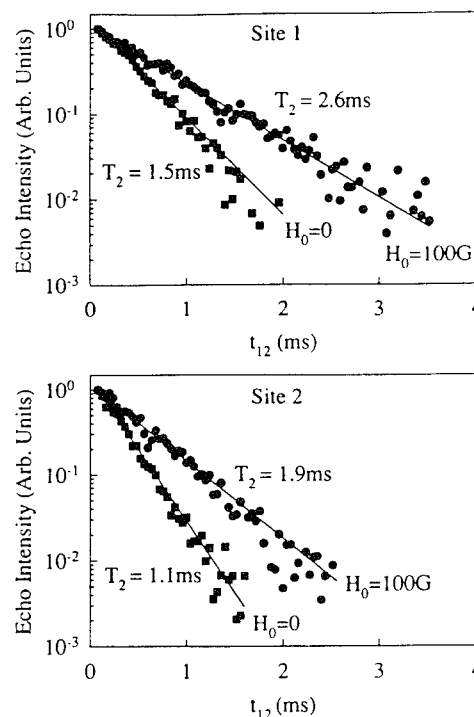 Site 1
Echo Intensity (Arb. Units)
10⁰
10⁻¹
10⁻²
10⁻³
T₂ = 2.6ms
T₂ = 1.5ms
H₀=0
H₀=100G
0 1 2 3 4
t₁₂ (ms)
Site 2
Echo Intensity (Arb. Units)
10⁰
10⁻¹
10⁻²
10⁻³
T₂ = 1.9ms
T₂ = 1.1ms
H₀=0
H₀=100G
0 1 2 3 4
t₁₂ (ms)